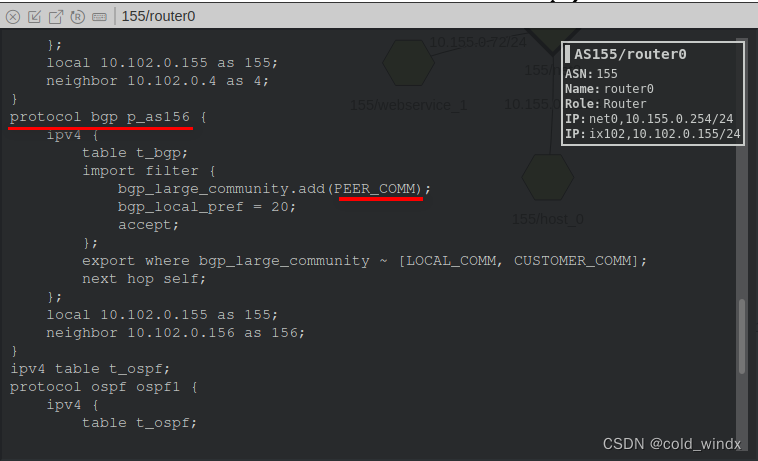 155/router0
};
local 10.102.0.155 as 155;
neighbor 10.102.0.4 as 4;
}
protocol bgp p_as156 {
ipv4 {
table t_bgp;
import filter {
bgp_large_community.add(PEER_COMM);
bgp_local_pref = 20;
accept;
};
export where bgp_large_community ~ [LOCAL_COMM, CUSTOMER_COMM];
next hop self;
};
local 10.102.0.155 as 155;
neighbor 10.102.0.156 as 156;
}
ipv4 table t_ospf;
protocol ospf ospf1 {
ipv4 {
table t_ospf;
AS155/router0
ASN: 155
Name: router0
Role: Router
IP: net0,10.155.0.254/24
IP: ix102,10.102.0.155/24
10.155.0.72/24
155/webservice_1
155/host_0
CSDN @cold_windx